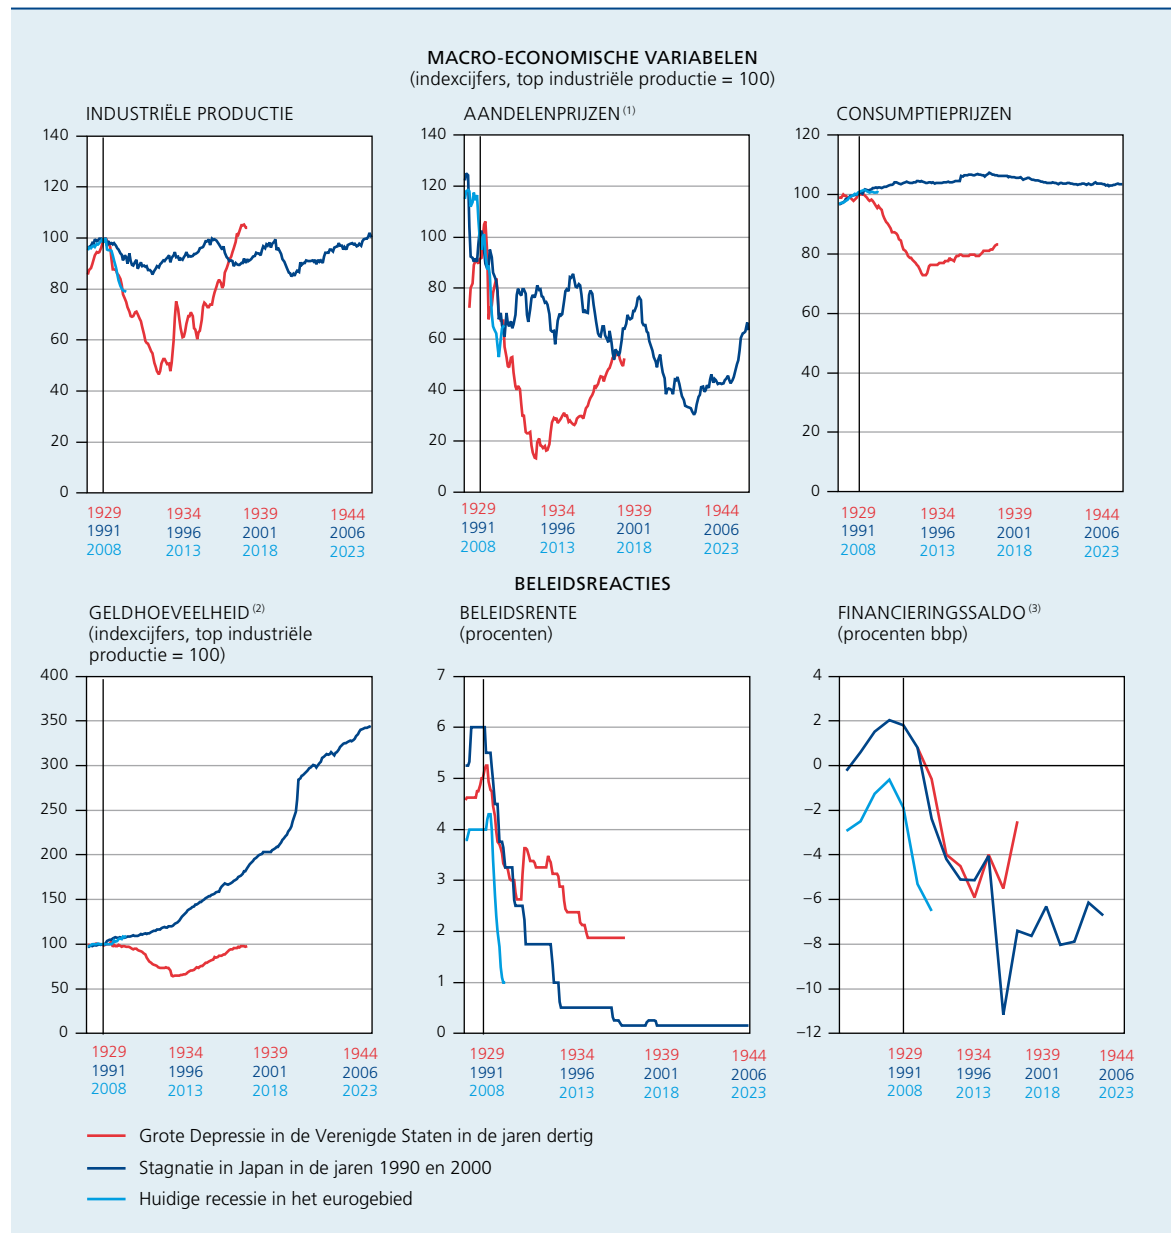 MACRO-ECONOMISCHE VARIABELEN
(indexcijfers, top industriële productie = 100)
INDUSTRIËLE PRODUCTIE
140
120
100
80
60
40
20
0
1929 1934 1939 1944
1991 1996 2001 2006
2008 2013 2018 2023
AANDELENPRIJZEN (1)
140
120
100
80
60
40
20
0
1929 1934 1939 1944
1991 1996 2001 2006
2008 2013 2018 2023
CONSUMPTIEPRIJZEN
120
100
80
60
40
20
0
1929 1934 1939 1944
1991 1996 2001 2006
2008 2013 2018 2023
BELEIDSREACTIES
GELDHOEVEELHEID (2)
(indexcijfers, top industriële
productie = 100)
400
350
300
250
200
150
100
50
0
1929 1934 1939 1944
1991 1996 2001 2006
2008 2013 2018 2023
BELEIDSRENTE
(procenten)
7
6
5
4
3
2
1
0
1929 1934 1939 1944
1991 1996 2001 2006
2008 2013 2018 2023
FINANCIERINGSSALDO (3)
(procenten bbp)
4
2
0
–2
–4
–6
–8
–10
–12
1929 1934 1939 1944
1991 1996 2001 2006
2008 2013 2018 2023
Grote Depressie in de Verenigde Staten in de jaren dertig
Stagnatie in Japan in de jaren 1990 en 2000
Huidige recessie in het eurogebied